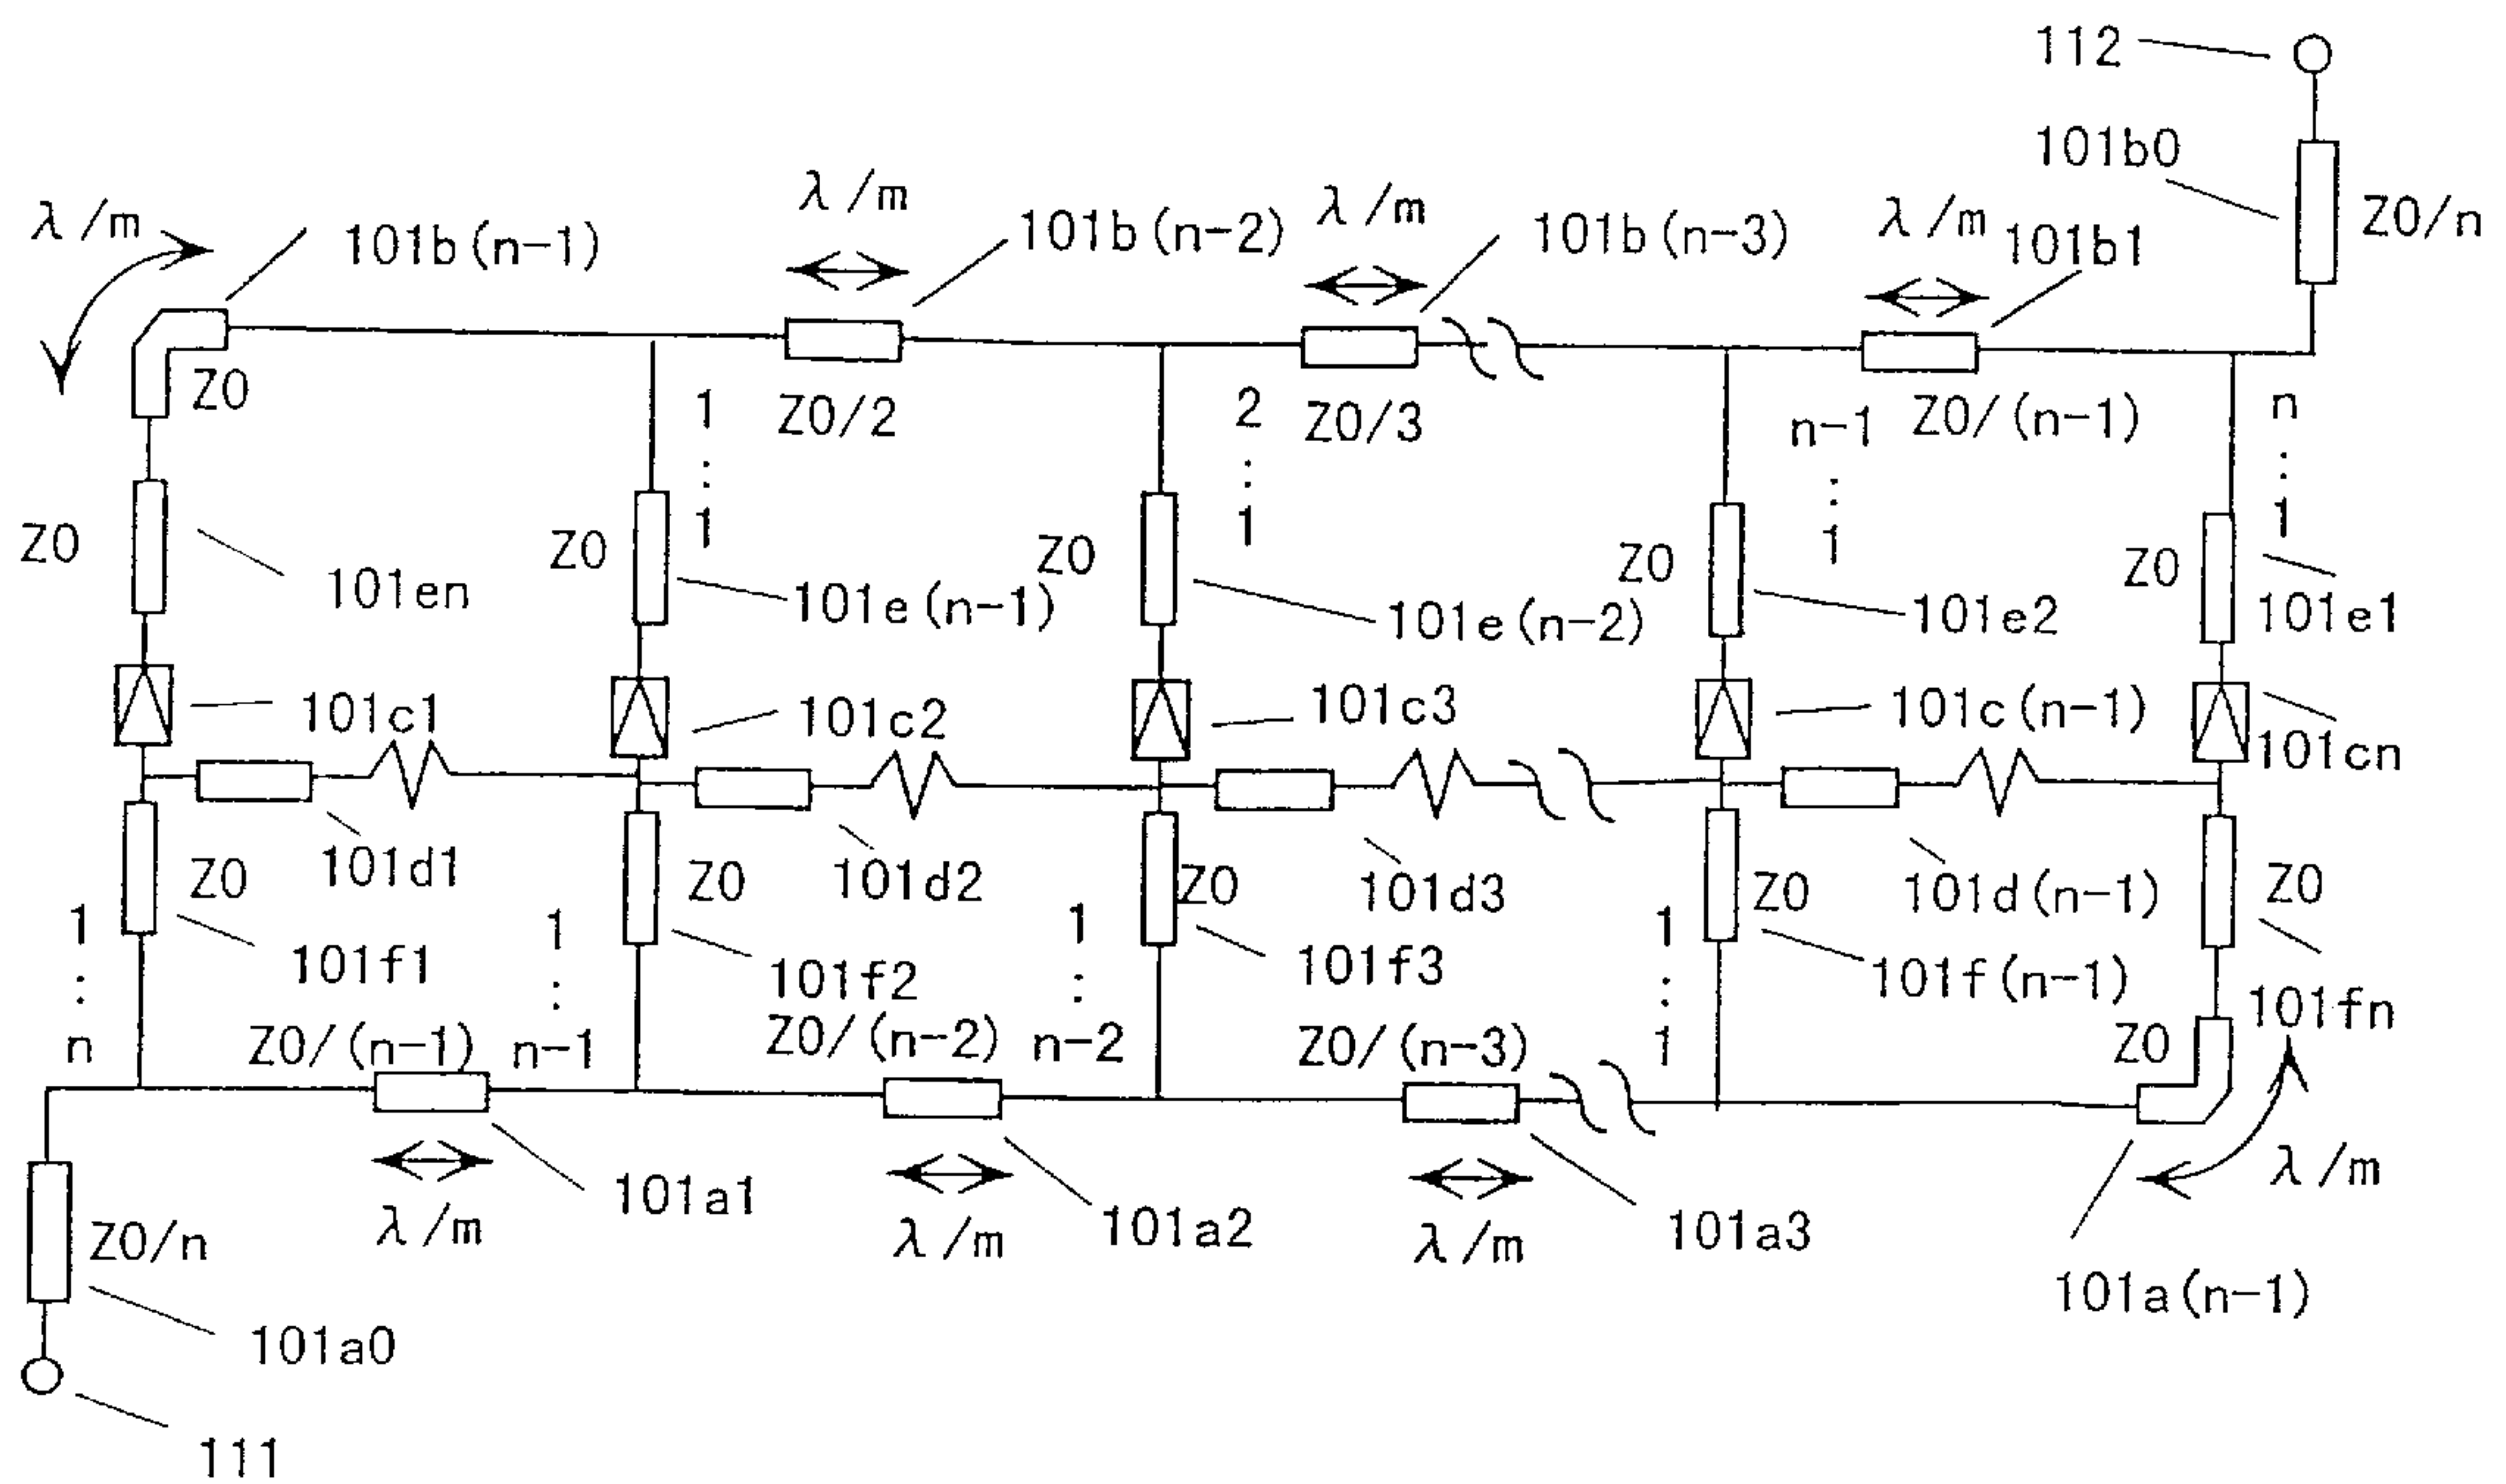 112
101b0
Z0/n
λ/m
101b(n-1)
λ/m
101b(n-2)
λ/m
101b(n-3)
λ/m
101b1
Z0
1
:
1
Z0/2
2
:
1
Z0/3
n-1
:
1
Z0/(n-1)
n
:
1
Z0
101en
Z0
101e(n-1)
Z0
101e(n-2)
Z0
101e2
Z0
101e1
101c1
101c2
101c3
101c(n-1)
101cn
Z0
101d1
Z0
101d2
Z0
101d3
Z0
101d(n-1)
Z0
1
:
n
101f1
1
:
n-1
101f2
1
:
n-2
101f3
1
:
1
101f(n-1)
101fn
Z0/(n-1)
Z0/(n-2)
Z0/(n-3)
Z0
λ/m
101a1
λ/m
101a2
λ/m
101a3
λ/m
101a(n-1)
Z0/n
101a0
111